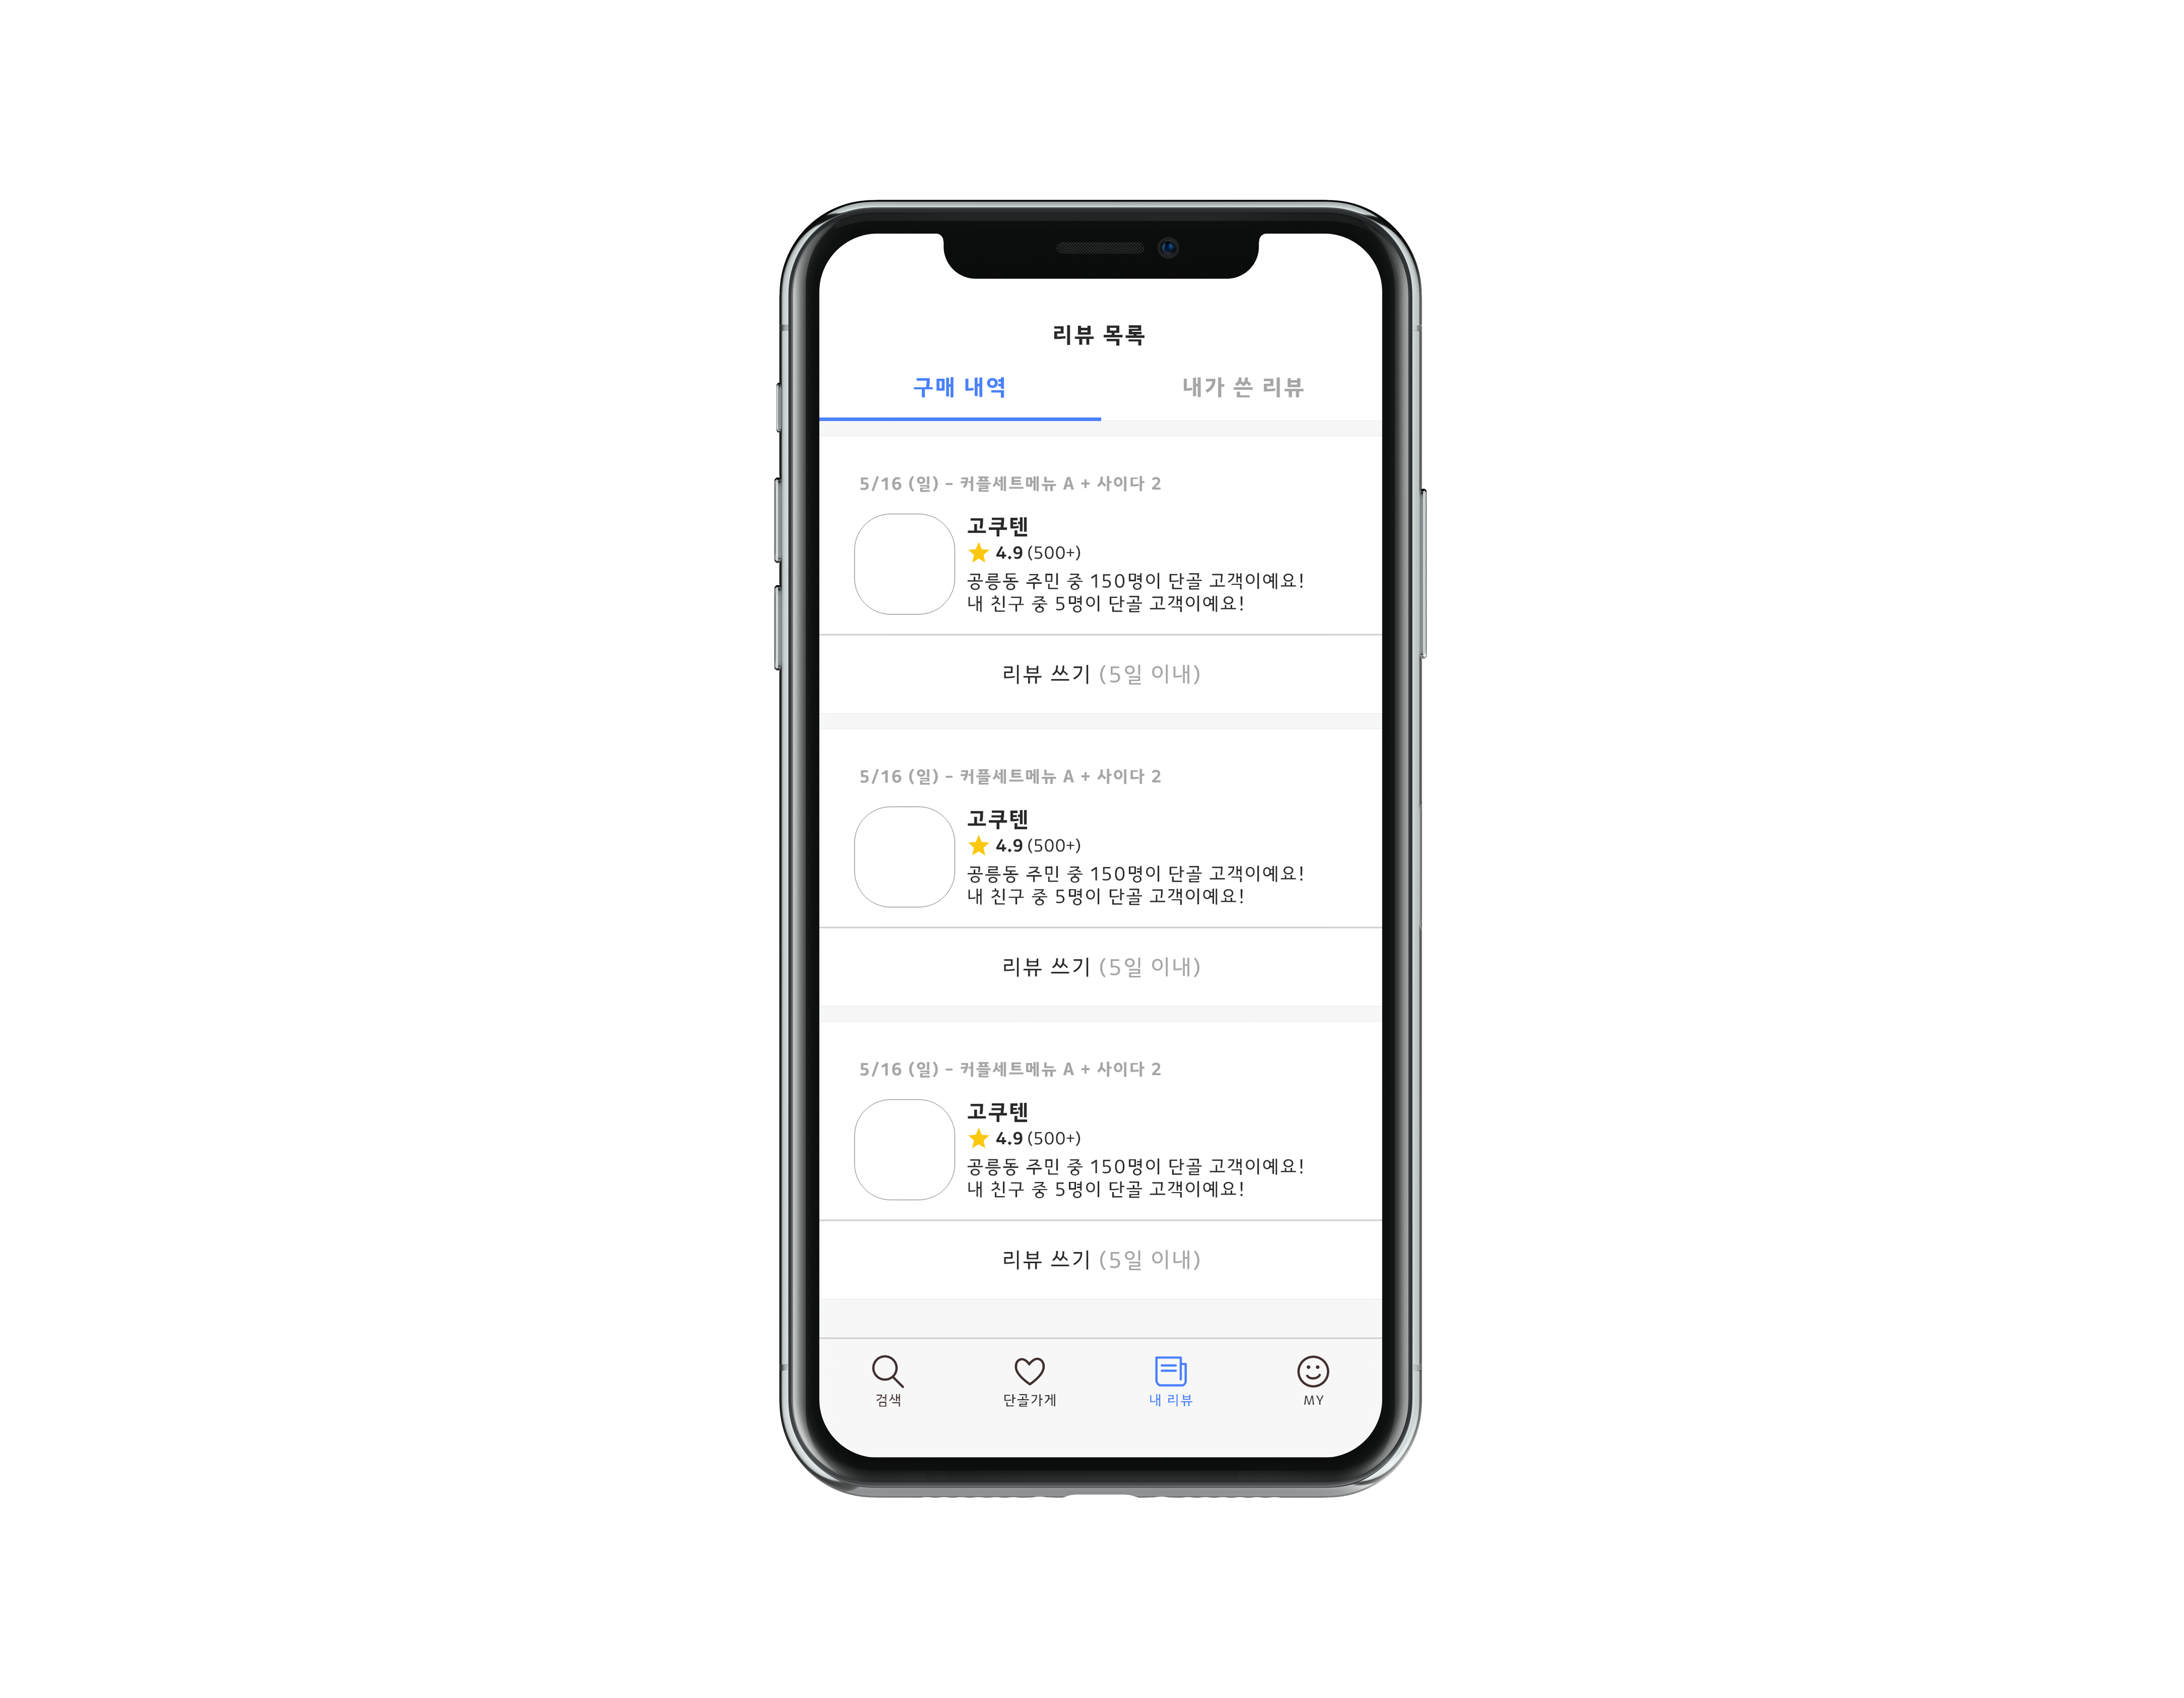 리뷰 목록
구매 내역
내가 쓴 리뷰
5/16 (일) - 커플세트메뉴 A + 사이다 2
고쿠텐
4.9 (500+)
공릉동 주민 중 150명이 단골 고객이예요!
내 친구 중 5명이 단골 고객이예요!
리뷰 쓰기 (5일 이내)
5/16 (일) - 커플세트메뉴 A + 사이다 2
고쿠텐
4.9 (500+)
공릉동 주민 중 150명이 단골 고객이예요!
내 친구 중 5명이 단골 고객이예요!
리뷰 쓰기 (5일 이내)
5/16 (일) - 커플세트메뉴 A + 사이다 2
고쿠텐
4.9 (500+)
공릉동 주민 중 150명이 단골 고객이예요!
내 친구 중 5명이 단골 고객이예요!
리뷰 쓰기 (5일 이내)
검색
단골가게
내 리뷰
MY